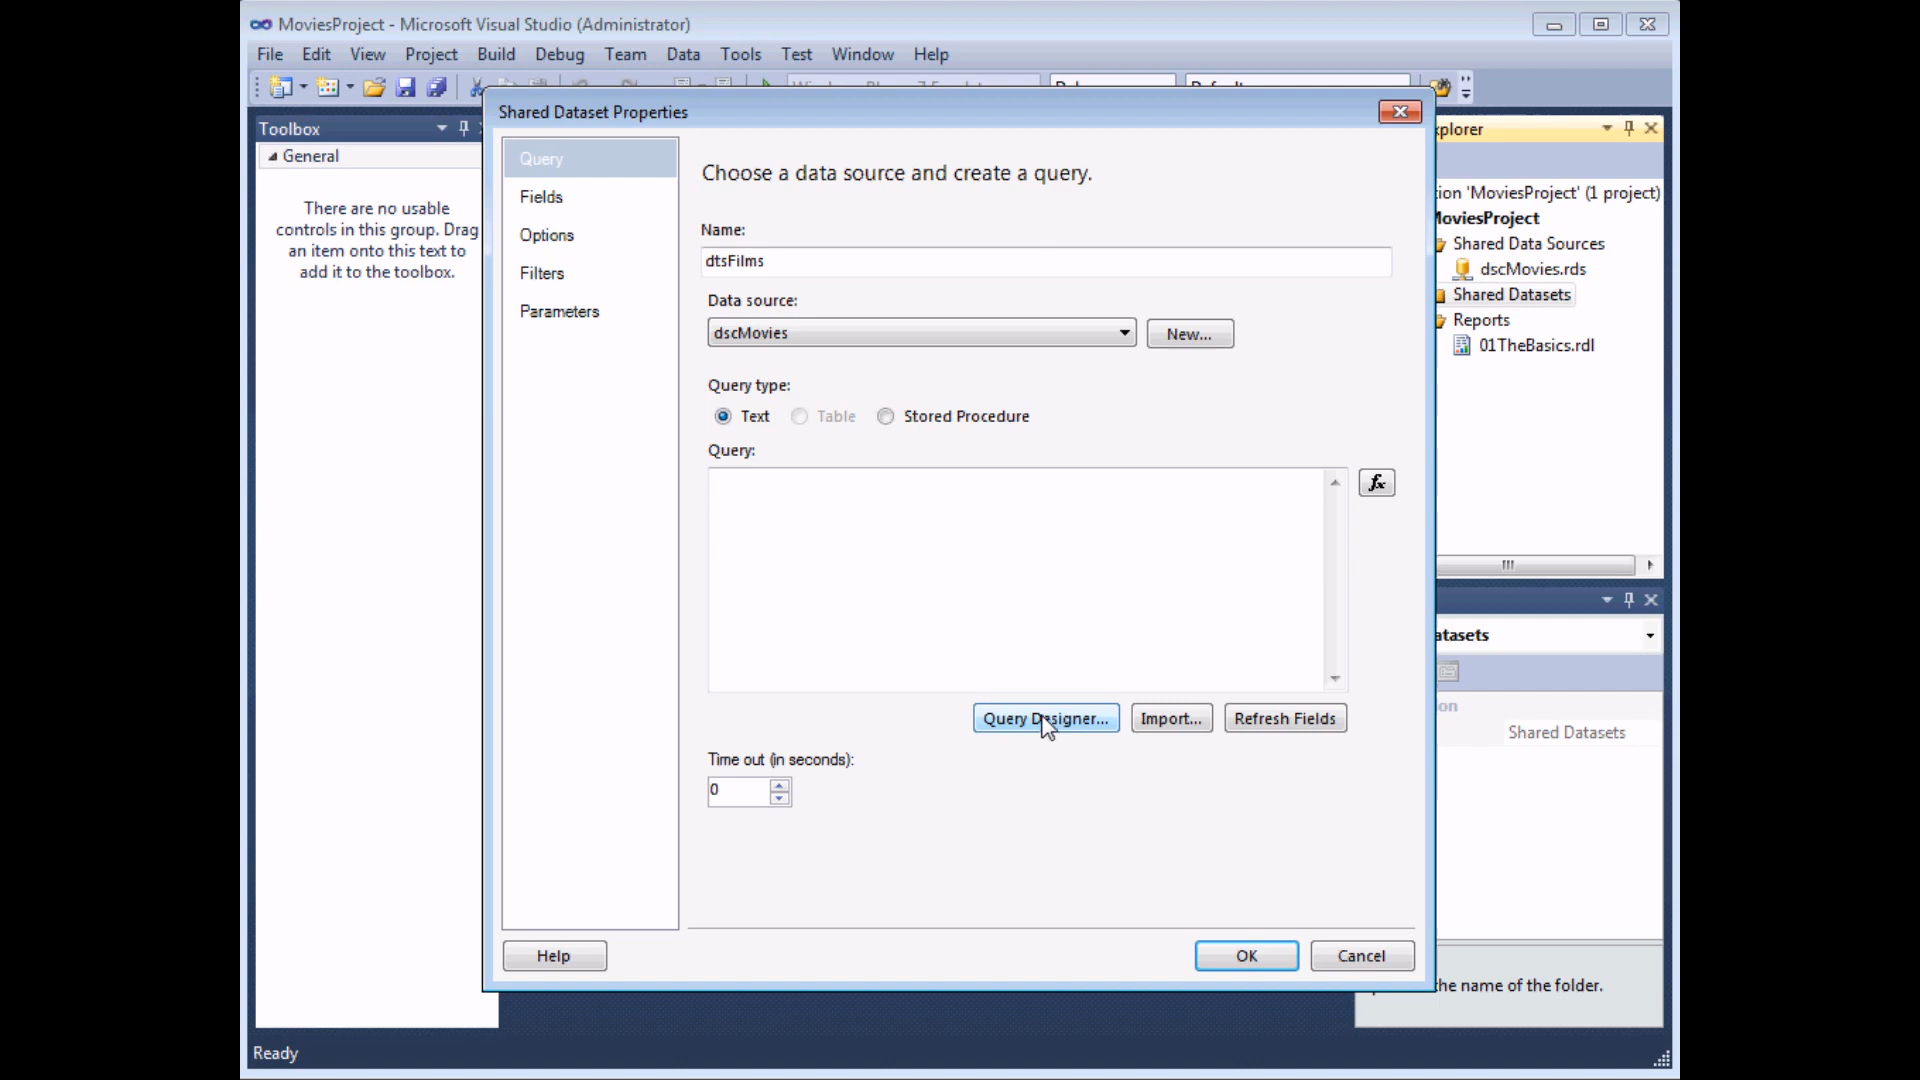 MoviesProject - Microsoft Visual Studio (Administrator)
File Edit View Project Build Debug Team Data Tools Test Window Help
Toolbox
General
There are no usable
controls in this group. Drag
an item onto this text to
add it to the toolbox.
Shared Dataset Properties
Query
Fields
Options
Filters
Parameters
Choose a data source and create a query.
Name:
dtsFilms
Data source:
dscMovies
New...
Query type:
Text Table Stored Procedure
Query:
fx
Query Designer... Import... Refresh Fields
Time out (in seconds):
0
Help OK Cancel
xplorer
tion 'MoviesProject' (1 project)
MoviesProject
Shared Data Sources
dscMovies.rds
Shared Datasets
Reports
01TheBasics.rdl
atasets
on
Shared Datasets
the name of the folder.
Ready